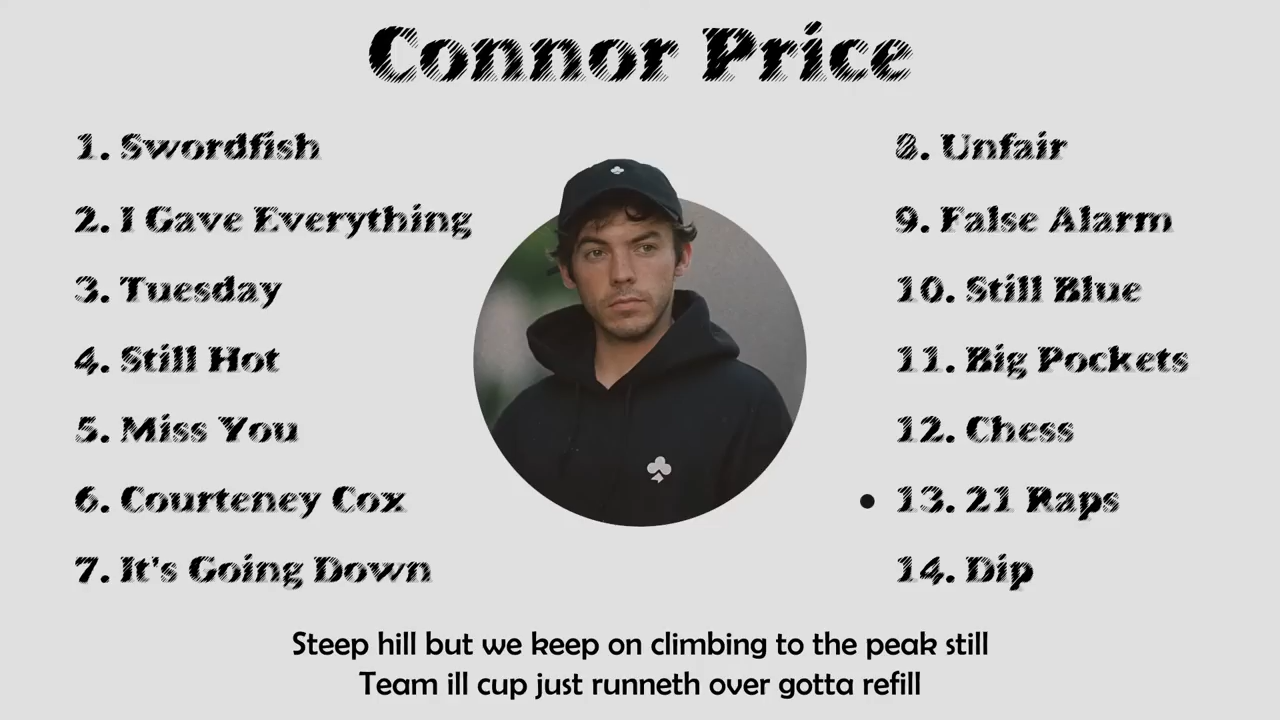 Connor Price
1. Swordfish
2. I Gave Everything
3. Tuesday
4. Still Hot
5. Miss You
6. Courteney Cox
7. It's Going Down
8. Unfair
9. False Alarm
10. Still Blue
11. Big Pockets
12. Chess
• 13. 21 Raps
14. Dip
Steep hill but we keep on climbing to the peak still
Team ill cup just runneth over gotta refill